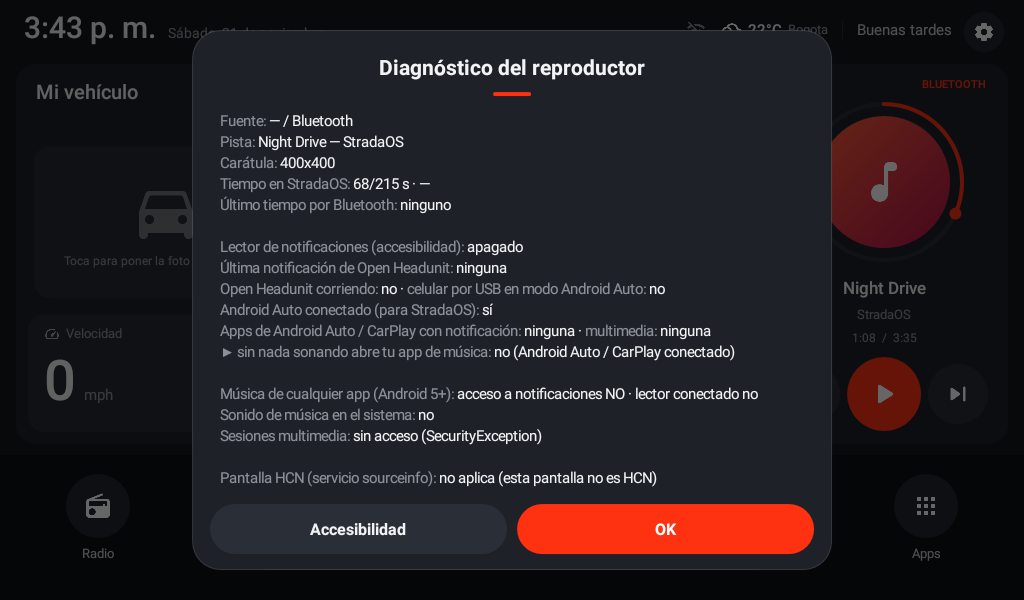 3:43 p. m.
22°C Bogota
Buenas tardes
Mi vehículo
Toca para poner la foto
Velocidad
0 mph
Diagnóstico del reproductor
Fuente: — / Bluetooth
Pista: Night Drive — StradaOS
Carátula: 400x400
Tiempo en StradaOS: 68/215 s · —
Último tiempo por Bluetooth: ninguno
Lector de notificaciones (accesibilidad): apagado
Última notificación de Open Headunit: ninguna
Open Headunit corriendo: no · celular por USB en modo Android Auto: no
Android Auto conectado (para StradaOS): sí
Apps de Android Auto / CarPlay con notificación: ninguna · multimedia: ninguna
► sin nada sonando abre tu app de música: no (Android Auto / CarPlay conectado)
Música de cualquier app (Android 5+): acceso a notificaciones NO · lector conectado no
Sonido de música en el sistema: no
Sesiones multimedia: sin acceso (SecurityException)
Pantalla HCN (servicio sourceinfo): no aplica (esta pantalla no es HCN)
Accesibilidad
OK
BLUETOOTH
Night Drive
StradaOS
1:08 / 3:35
Radio
Apps